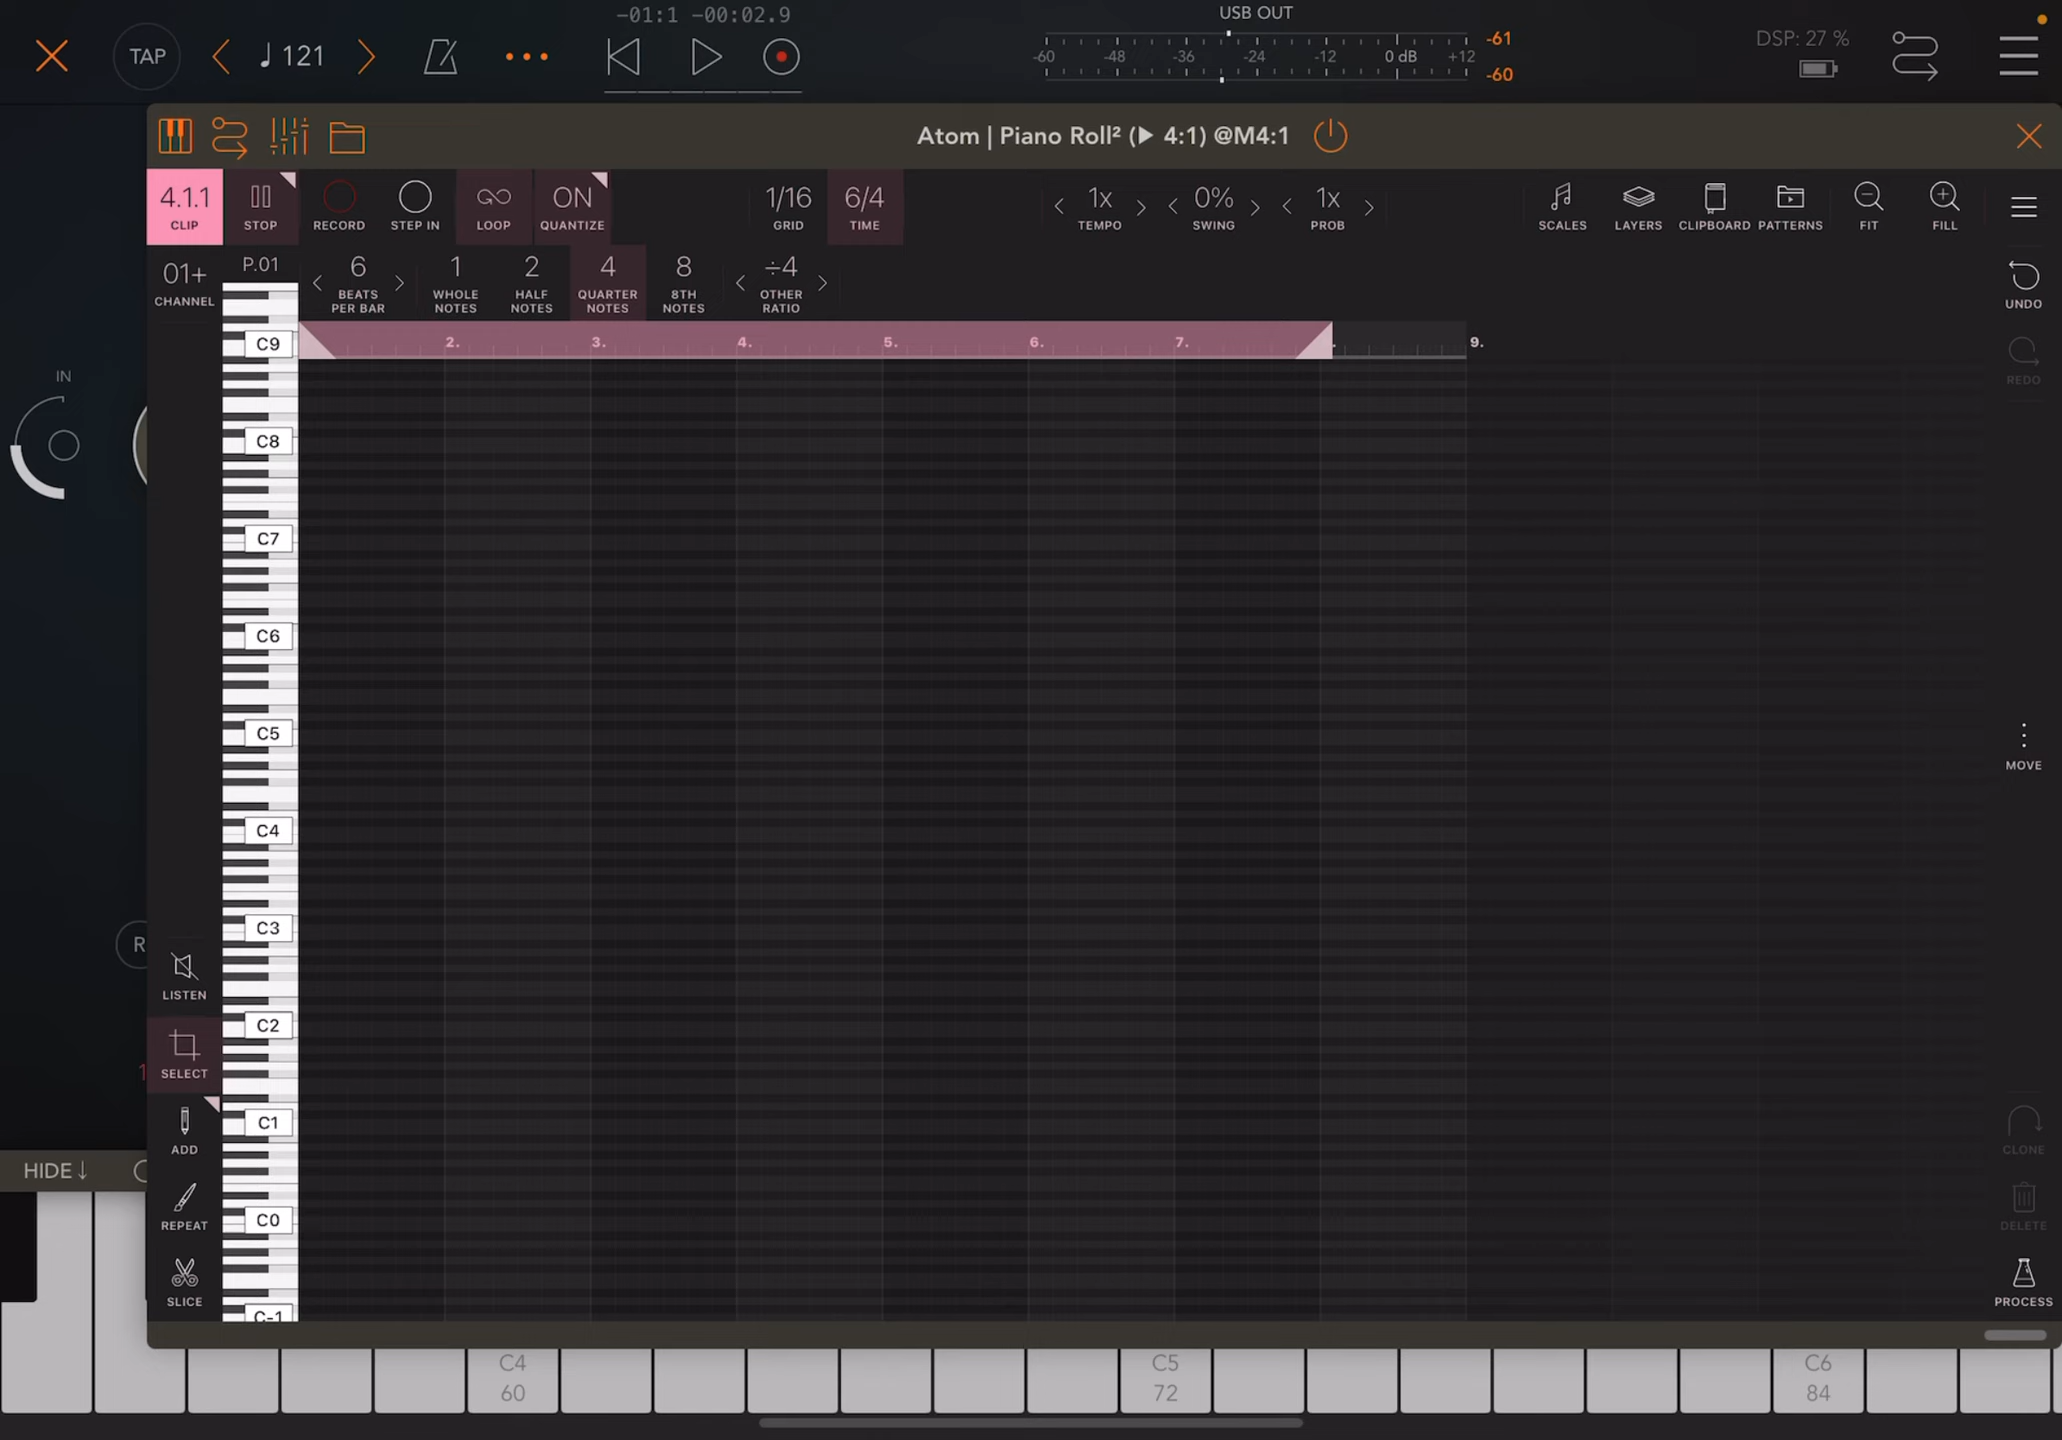 -01:1 -00:02.9
USB OUT
TAP
121
-60 -48 -36 -24 -12 0 dB +12
-61
-60
DSP: 27 %
Atom | Piano Roll² (▶ 4:1) @M4:1
4.1.1
CLIP
STOP
RECORD
STEP IN
LOOP
ON
QUANTIZE
1/16
GRID
6/4
TIME
1x
TEMPO
0%
SWING
1x
PROB
SCALES
LAYERS
CLIPBOARD
PATTERNS
FIT
FILL
01+
CHANNEL
P.01
6
BEATS
PER BAR
1
WHOLE
NOTES
2
HALF
NOTES
4
QUARTER
NOTES
8
8TH
NOTES
÷4
OTHER
RATIO
UNDO
REDO
2. 3. 4. 5. 6. 7. 9.
IN
C9
C8
C7
C6
C5
C4
C3
C2
C1
C0
C-1
MOVE
R
LISTEN
SELECT
ADD
REPEAT
SLICE
CLONE
DELETE
PROCESS
HIDE↓
C4
60
C5
72
C6
84